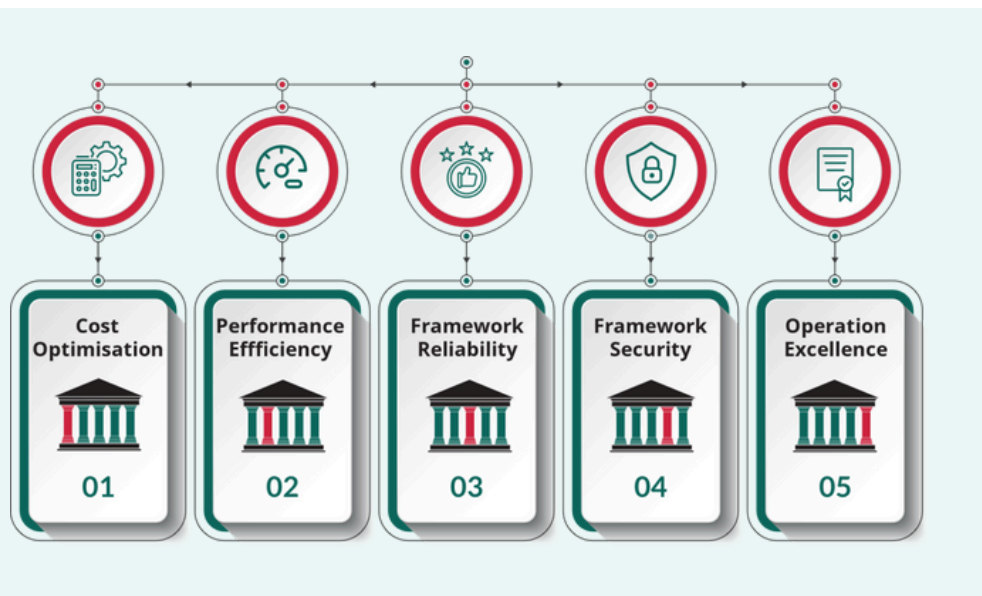 Cost
Optimisation
01
Performance
Effficiency
02
Framework
Reliability
03
Framework
Security
04
Operation
Excellence
05